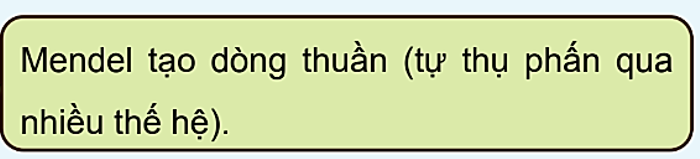 Mendel tạo dòng thuần (tự thụ phấn qua
nhiều thế hệ).